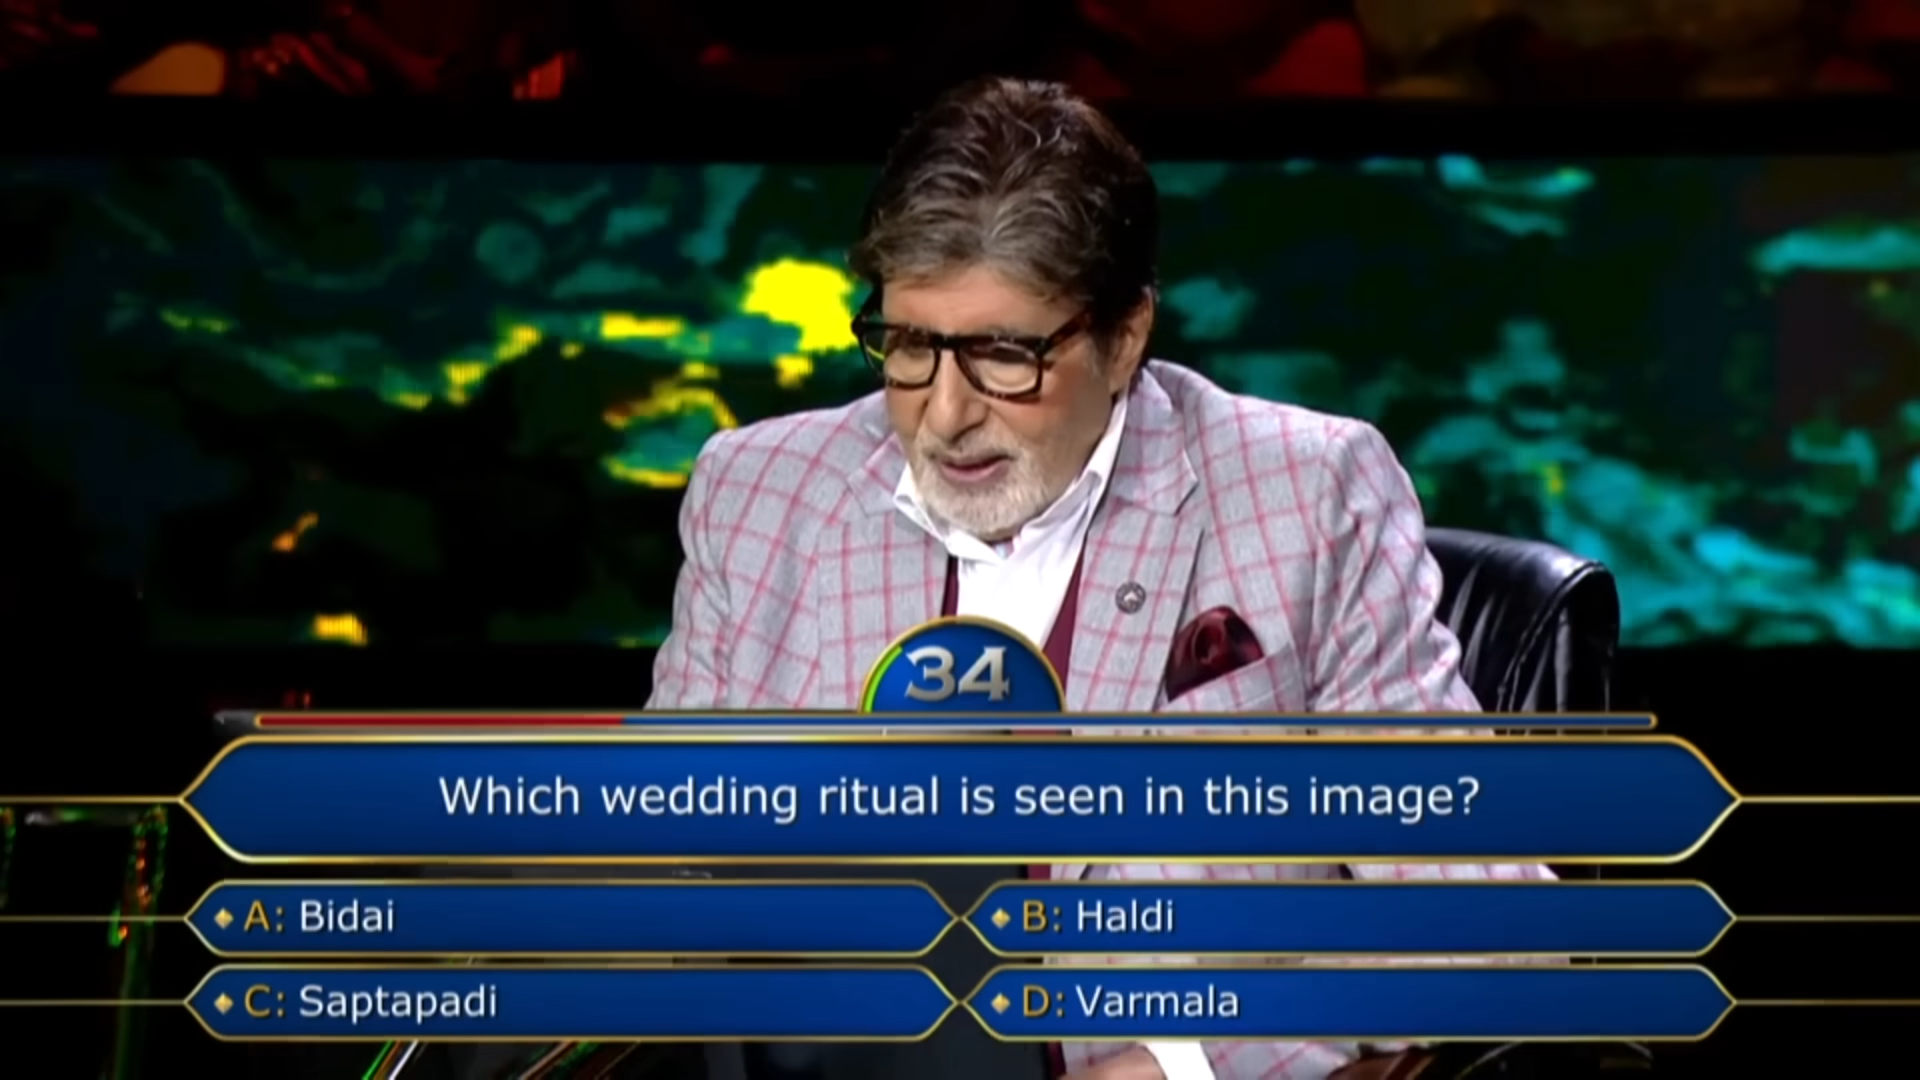 34
Which wedding ritual is seen in this image?
A: Bidai
B: Haldi
C: Saptapadi
D: Varmala